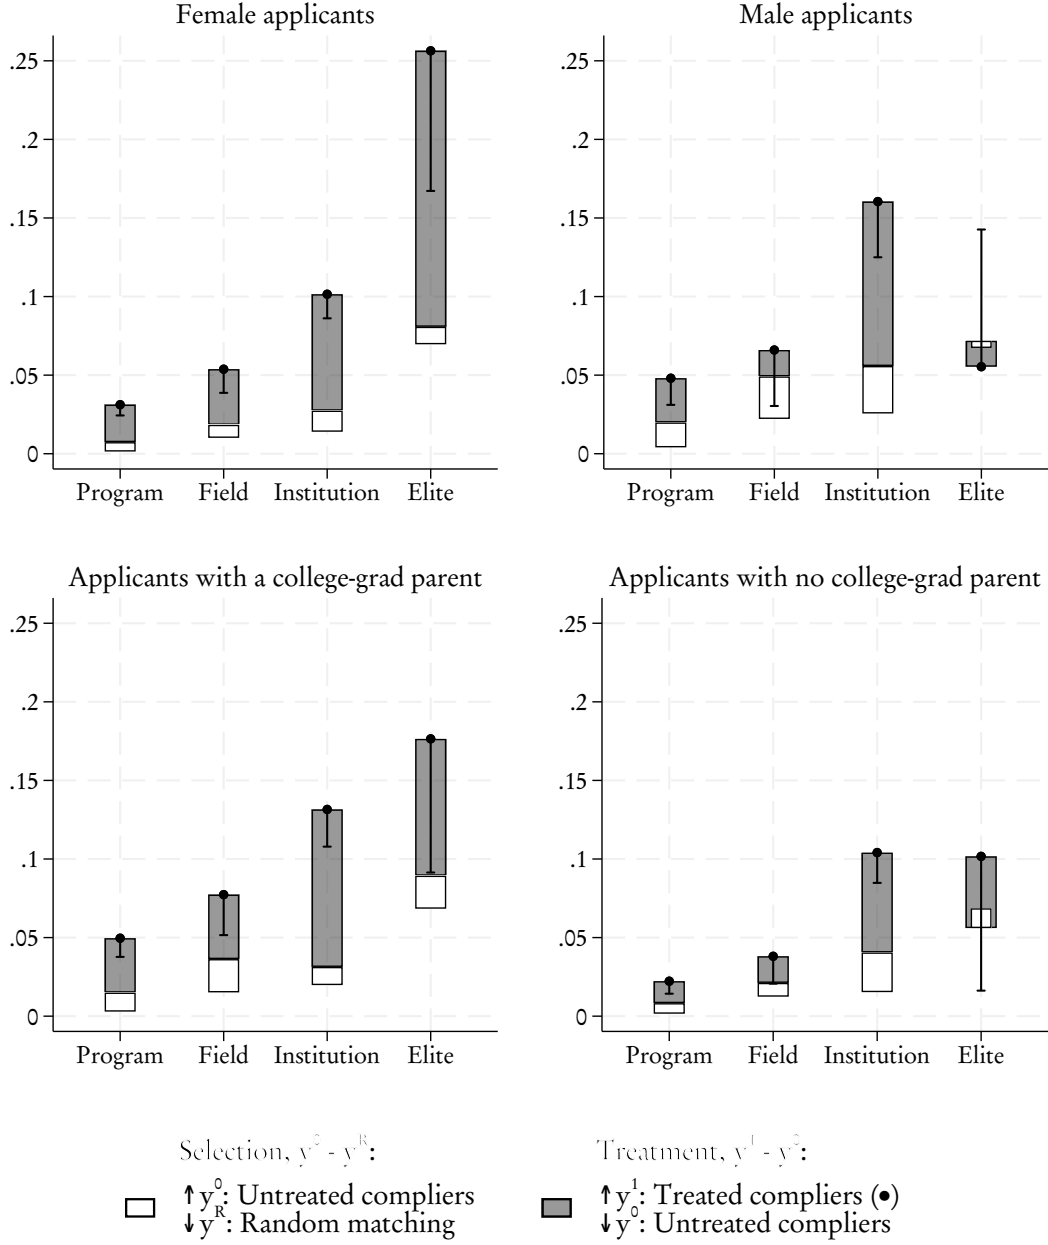 Female applicants
.25
.2
.15
.1
.05
0
Program Field Institution Elite
Male applicants
.25
.2
.15
.1
.05
0
Program Field Institution Elite
Applicants with a college-grad parent
.25
.2
.15
.1
.05
0
Program Field Institution Elite
Applicants with no college-grad parent
.25
.2
.15
.1
.05
0
Program Field Institution Elite
Selection, y⁰ - yᴿ:
↑ y⁰: Untreated compliers
↓ yᴿ: Random matching
Treatment, y¹ - y⁰:
↑ y¹: Treated compliers (●)
↓ y⁰: Untreated compliers